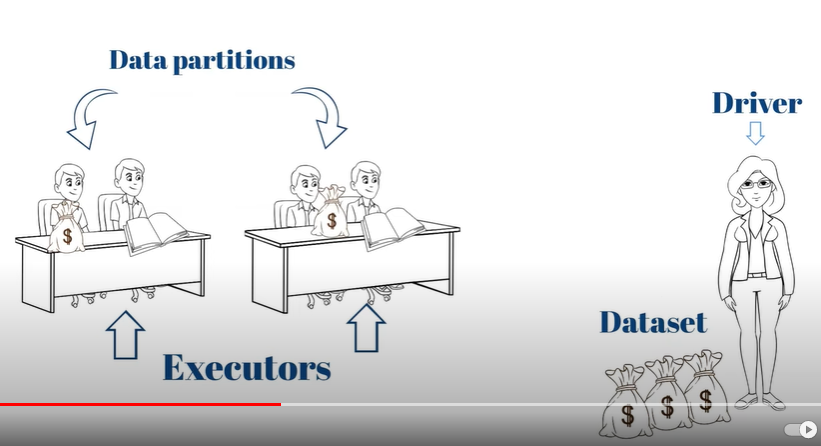 Data partitions
Driver
$
$
Executors
Dataset
$ $ $